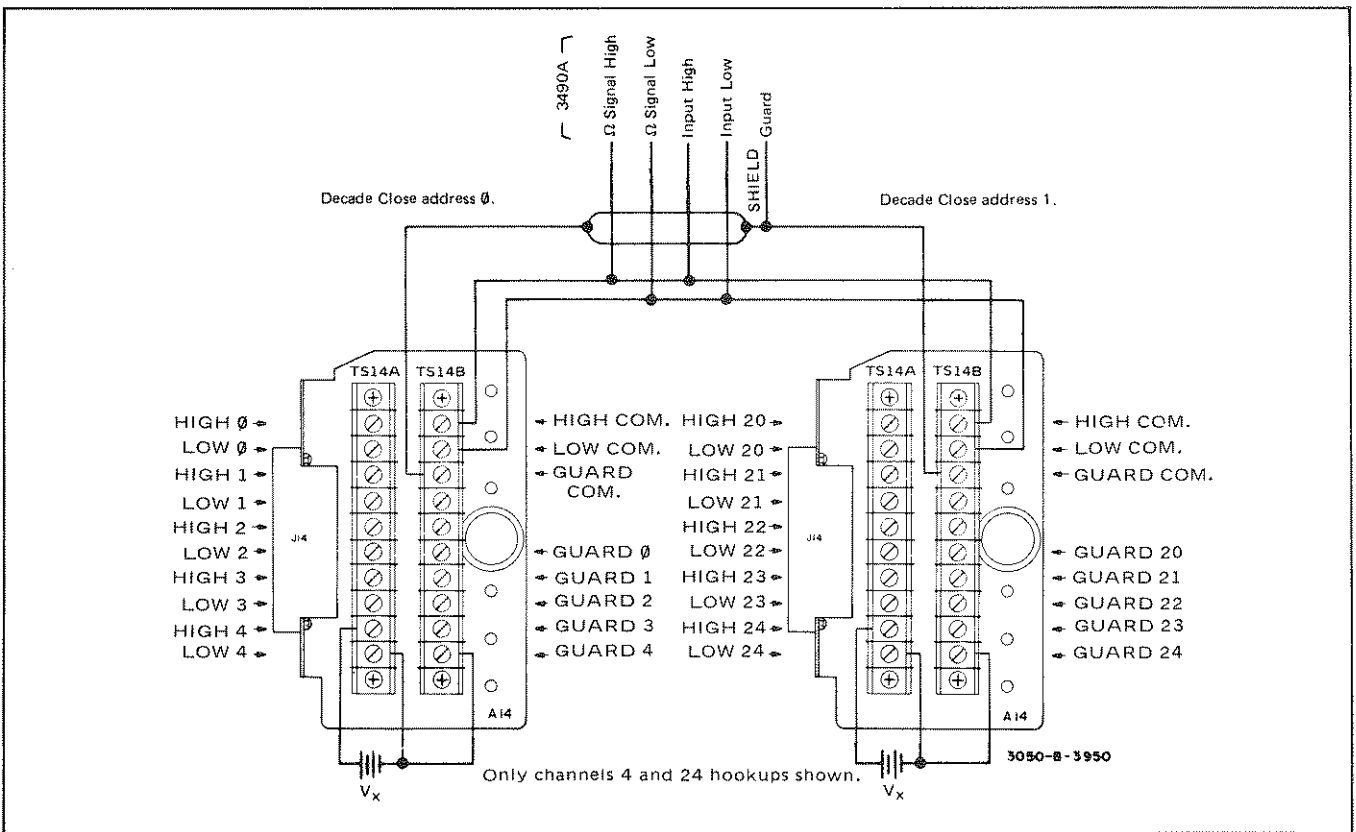 3490A
Ω Signal High
Ω Signal Low
Input High
Input Low
SHIELD
Guard
Decade Close address 0̸.
Decade Close address 1.
TS14A TS14B
HIGH 0̸
LOW 0̸
HIGH 1
LOW 1
HIGH 2
LOW 2
HIGH 3
LOW 3
HIGH 4
LOW 4
J14
HIGH COM.
LOW COM.
GUARD
COM.
GUARD 0̸
GUARD 1
GUARD 2
GUARD 3
GUARD 4
A14
Vx
TS14A TS14B
HIGH 20
LOW 20
HIGH 21
LOW 21
HIGH 22
LOW 22
HIGH 23
LOW 23
HIGH 24
LOW 24
J14
HIGH COM.
LOW COM.
GUARD COM.
GUARD 20
GUARD 21
GUARD 22
GUARD 23
GUARD 24
A14
Vx
3050-B-3950
Only channels 4 and 24 hookups shown.